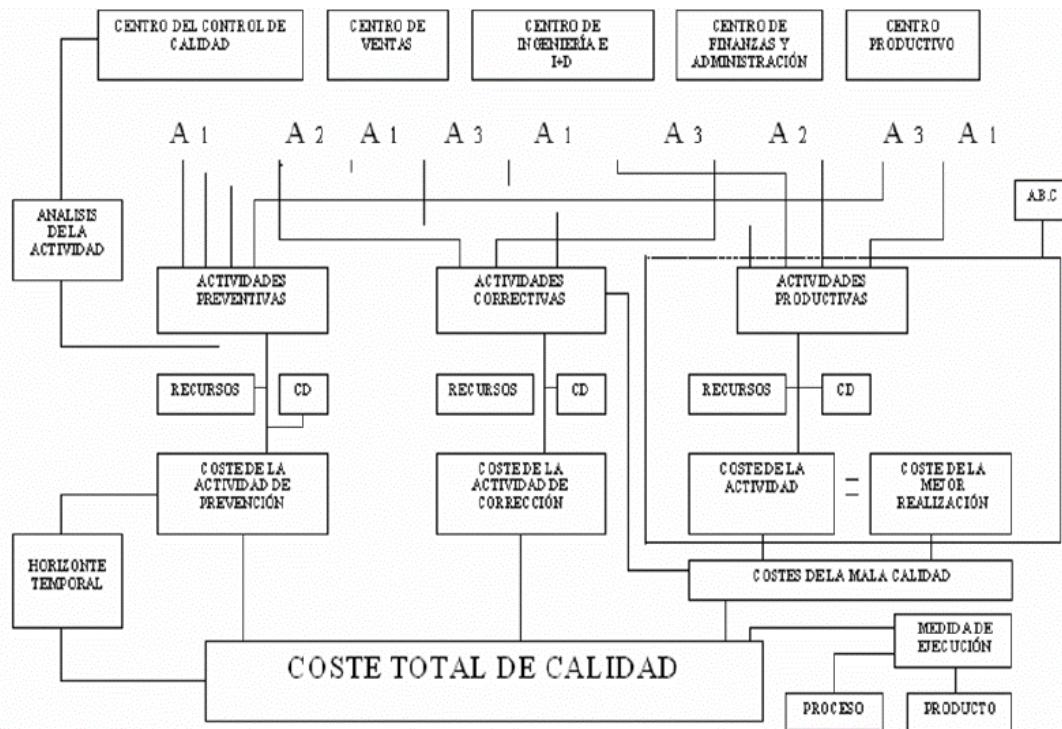 CENTRO DEL CONTROL DE
CALIDAD
CENTRO DE
VENTAS
CENTRO DE
INGENIERÍA E
I+D
CENTRO DE
FINANZAS Y
ADMINISTRACIÓN
CENTRO
PRODUCTIVO
A 1 A 2 A 1 A 3 A 1 A 3 A 2 A 3 A 1
ANALISIS
DE LA
ACTIVIDAD
A.B.C
ACTIVIDADES
PREVENTIVAS
ACTIVIDADES
CORRECTIVAS
ACTIVIDADES
PRODUCTIVAS
RECURSOS
CD
RECURSOS
CD
RECURSOS
CD
COSTE DE LA
ACTIVIDAD DE
PREVENCIÓN
COSTE DE LA
ACTIVIDAD DE
CORRECCIÓN
COSTE DE LA
ACTIVIDAD
=
COSTE DE LA
MEJOR
REALIZACIÓN
HORIZONTE
TEMPORAL
COSTES DE LA MALA CALIDAD
MEDIDA DE
EJECUCIÓN
COSTE TOTAL DE CALIDAD
PROCESO
PRODUCTO